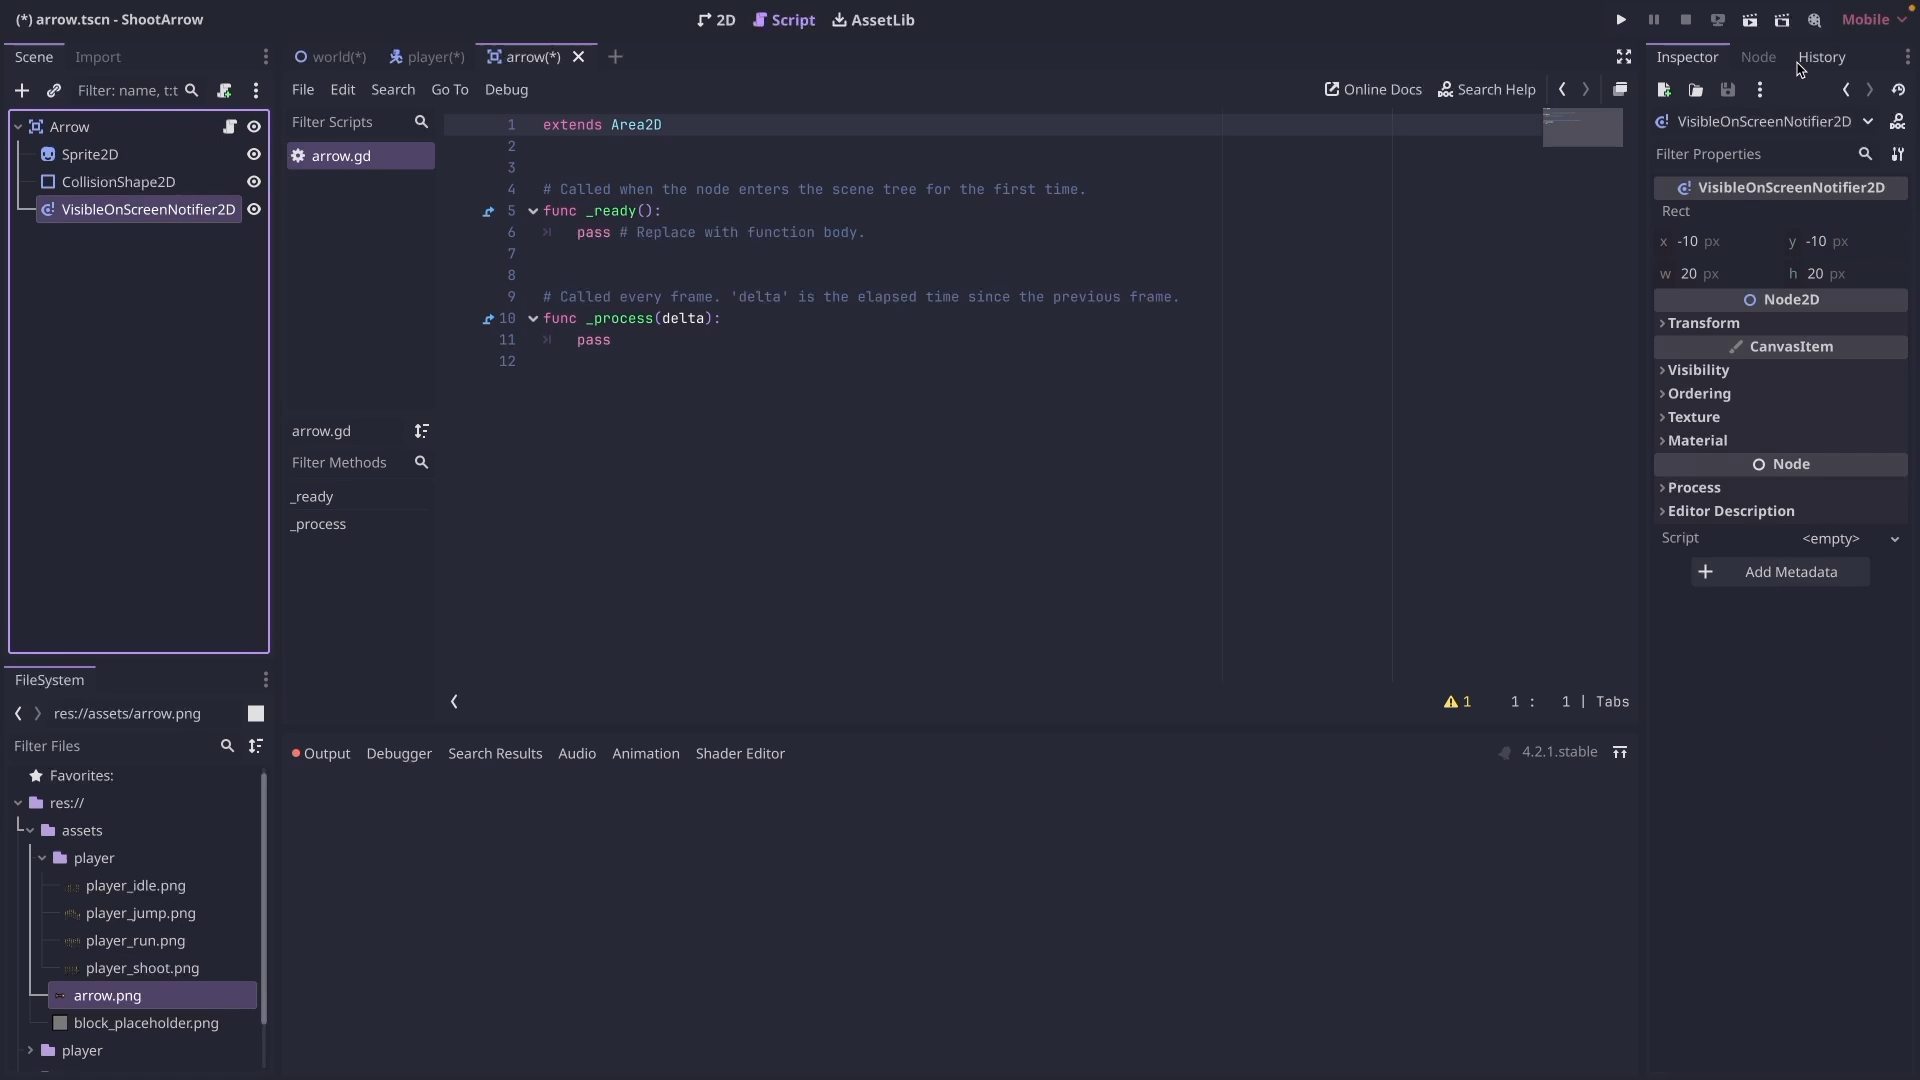 (*) arrow.tscn - ShootArrow
2D Script AssetLib
Mobile
Scene Import
world(*) player(*) arrow(*)
Inspector Node History
Filter: name, t:t
File Edit Search Go To Debug
Online Docs Search Help
Arrow
Sprite2D
CollisionShape2D
VisibleOnScreenNotifier2D
Filter Scripts
arrow.gd
arrow.gd
Filter Methods
_ready
_process
1 extends Area2D
2
3
4 # Called when the node enters the scene tree for the first time.
5 func _ready():
6 pass # Replace with function body.
7
8
9 # Called every frame. 'delta' is the elapsed time since the previous frame.
10 func _process(delta):
11 pass
12
1 1 : 1 | Tabs
VisibleOnScreenNotifier2D
Filter Properties
VisibleOnScreenNotifier2D
Rect
x -10 px y -10 px
w 20 px h 20 px
Node2D
Transform
CanvasItem
Visibility
Ordering
Texture
Material
Node
Process
Editor Description
Script <empty>
Add Metadata
FileSystem
res://assets/arrow.png
Filter Files
Favorites:
res://
assets
player
player_idle.png
player_jump.png
player_run.png
player_shoot.png
arrow.png
block_placeholder.png
player
Output Debugger Search Results Audio Animation Shader Editor
4.2.1.stable